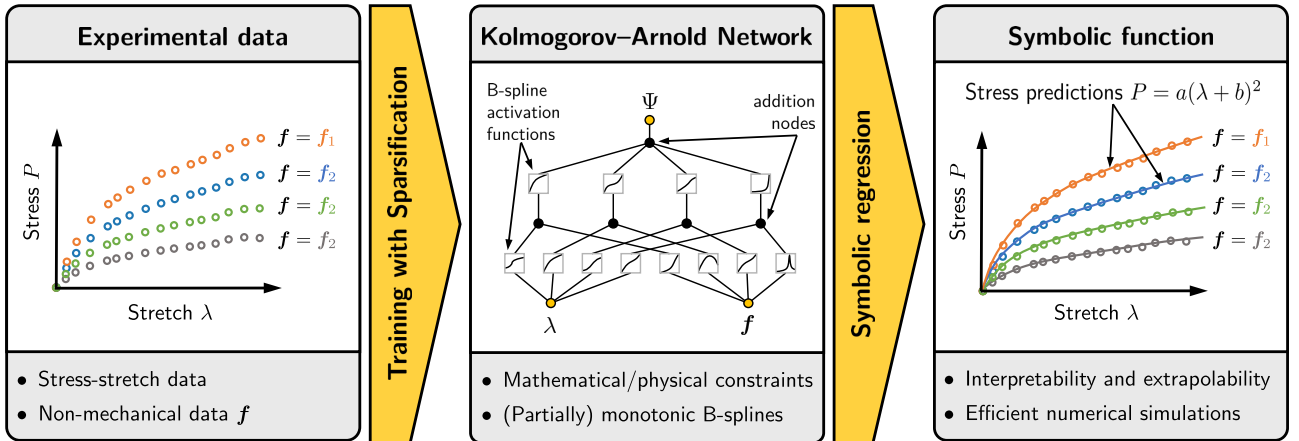 Experimental data
Stress P
f = f₁
f = f₂
f = f₂
f = f₂
Stretch λ
• Stress-stretch data
• Non-mechanical data f
Training with Sparsification
Kolmogorov–Arnold Network
B-spline
activation
functions
Ψ
addition
nodes
λ
f
• Mathematical/physical constraints
• (Partially) monotonic B-splines
Symbolic regression
Symbolic function
Stress predictions P = a(λ + b)²
Stress P
f = f₁
f = f₂
f = f₂
f = f₂
Stretch λ
• Interpretability and extrapolability
• Efficient numerical simulations